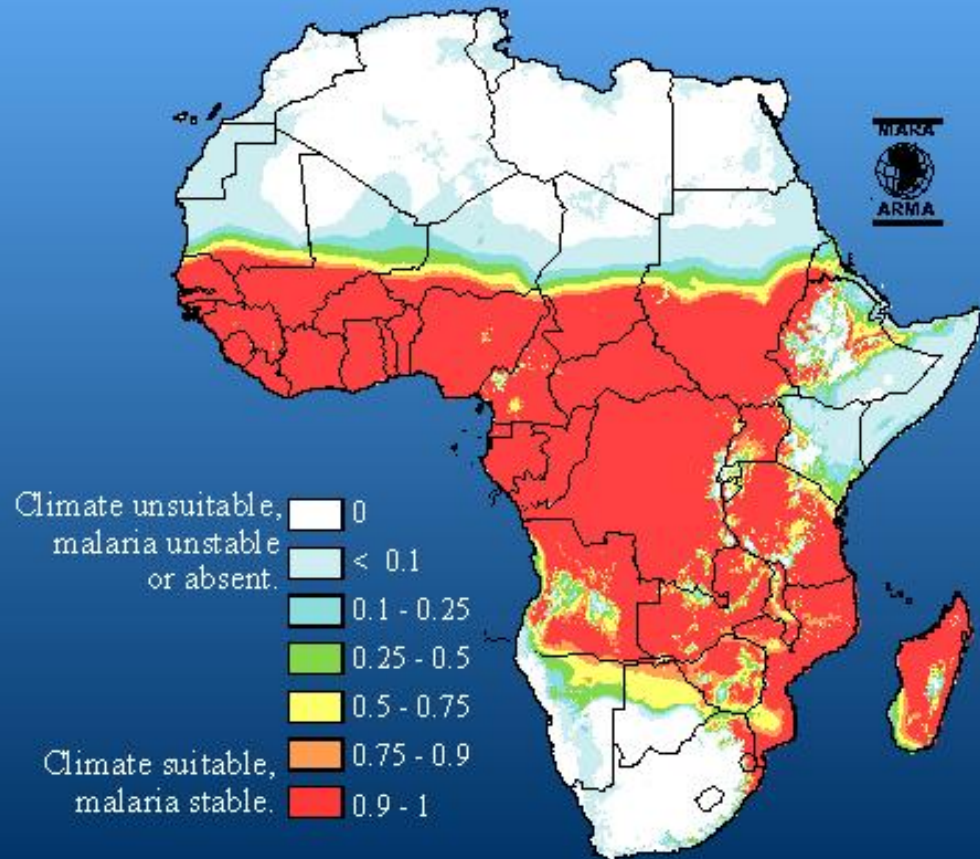 MARA
ARMA
Climate unsuitable,
malaria unstable
or absent.
0
< 0.1
0.1 - 0.25
0.25 - 0.5
0.5 - 0.75
0.75 - 0.9
0.9 - 1
Climate suitable,
malaria stable.